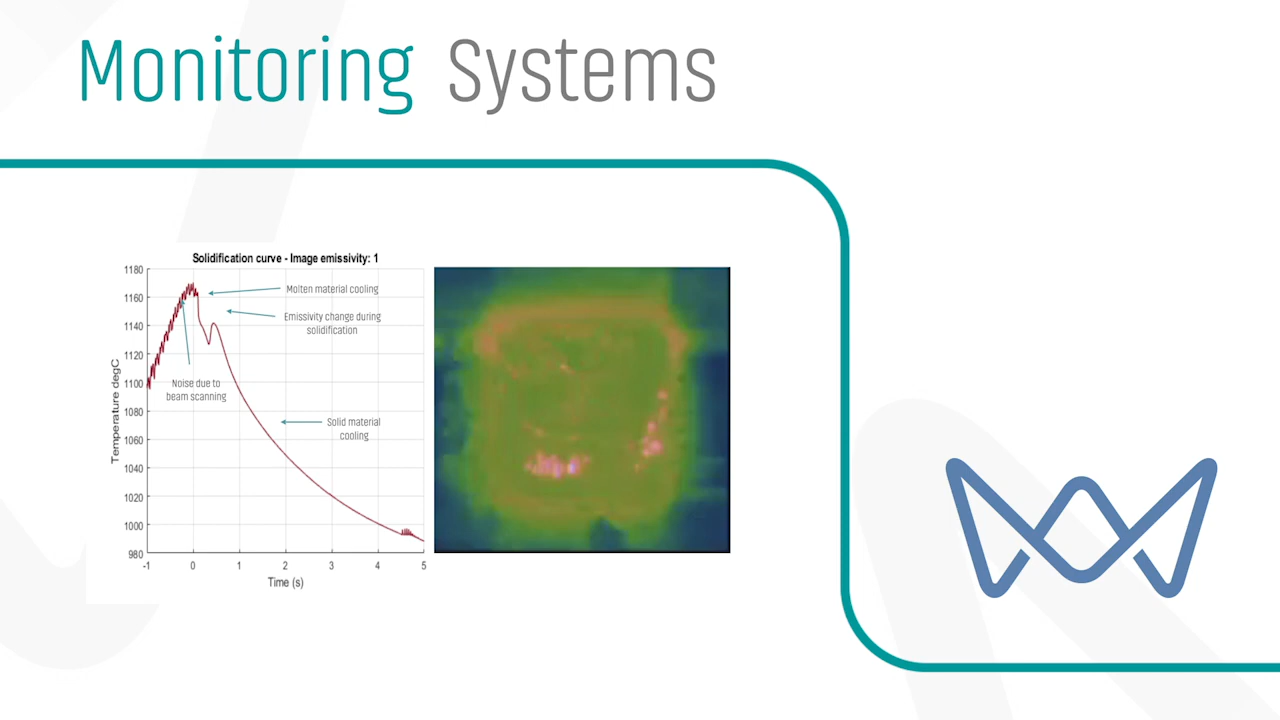 Monitoring Systems
Solidification curve - Image emissivity: 1
1180
1160
1140
1120
1100
1080
1060
1040
1020
1000
980
Temperature degC
Molten material cooling
Emissivity change during
solidification
Noise due to
beam scanning
Solid material
cooling
-1 0 1 2 3 4 5
Time (s)